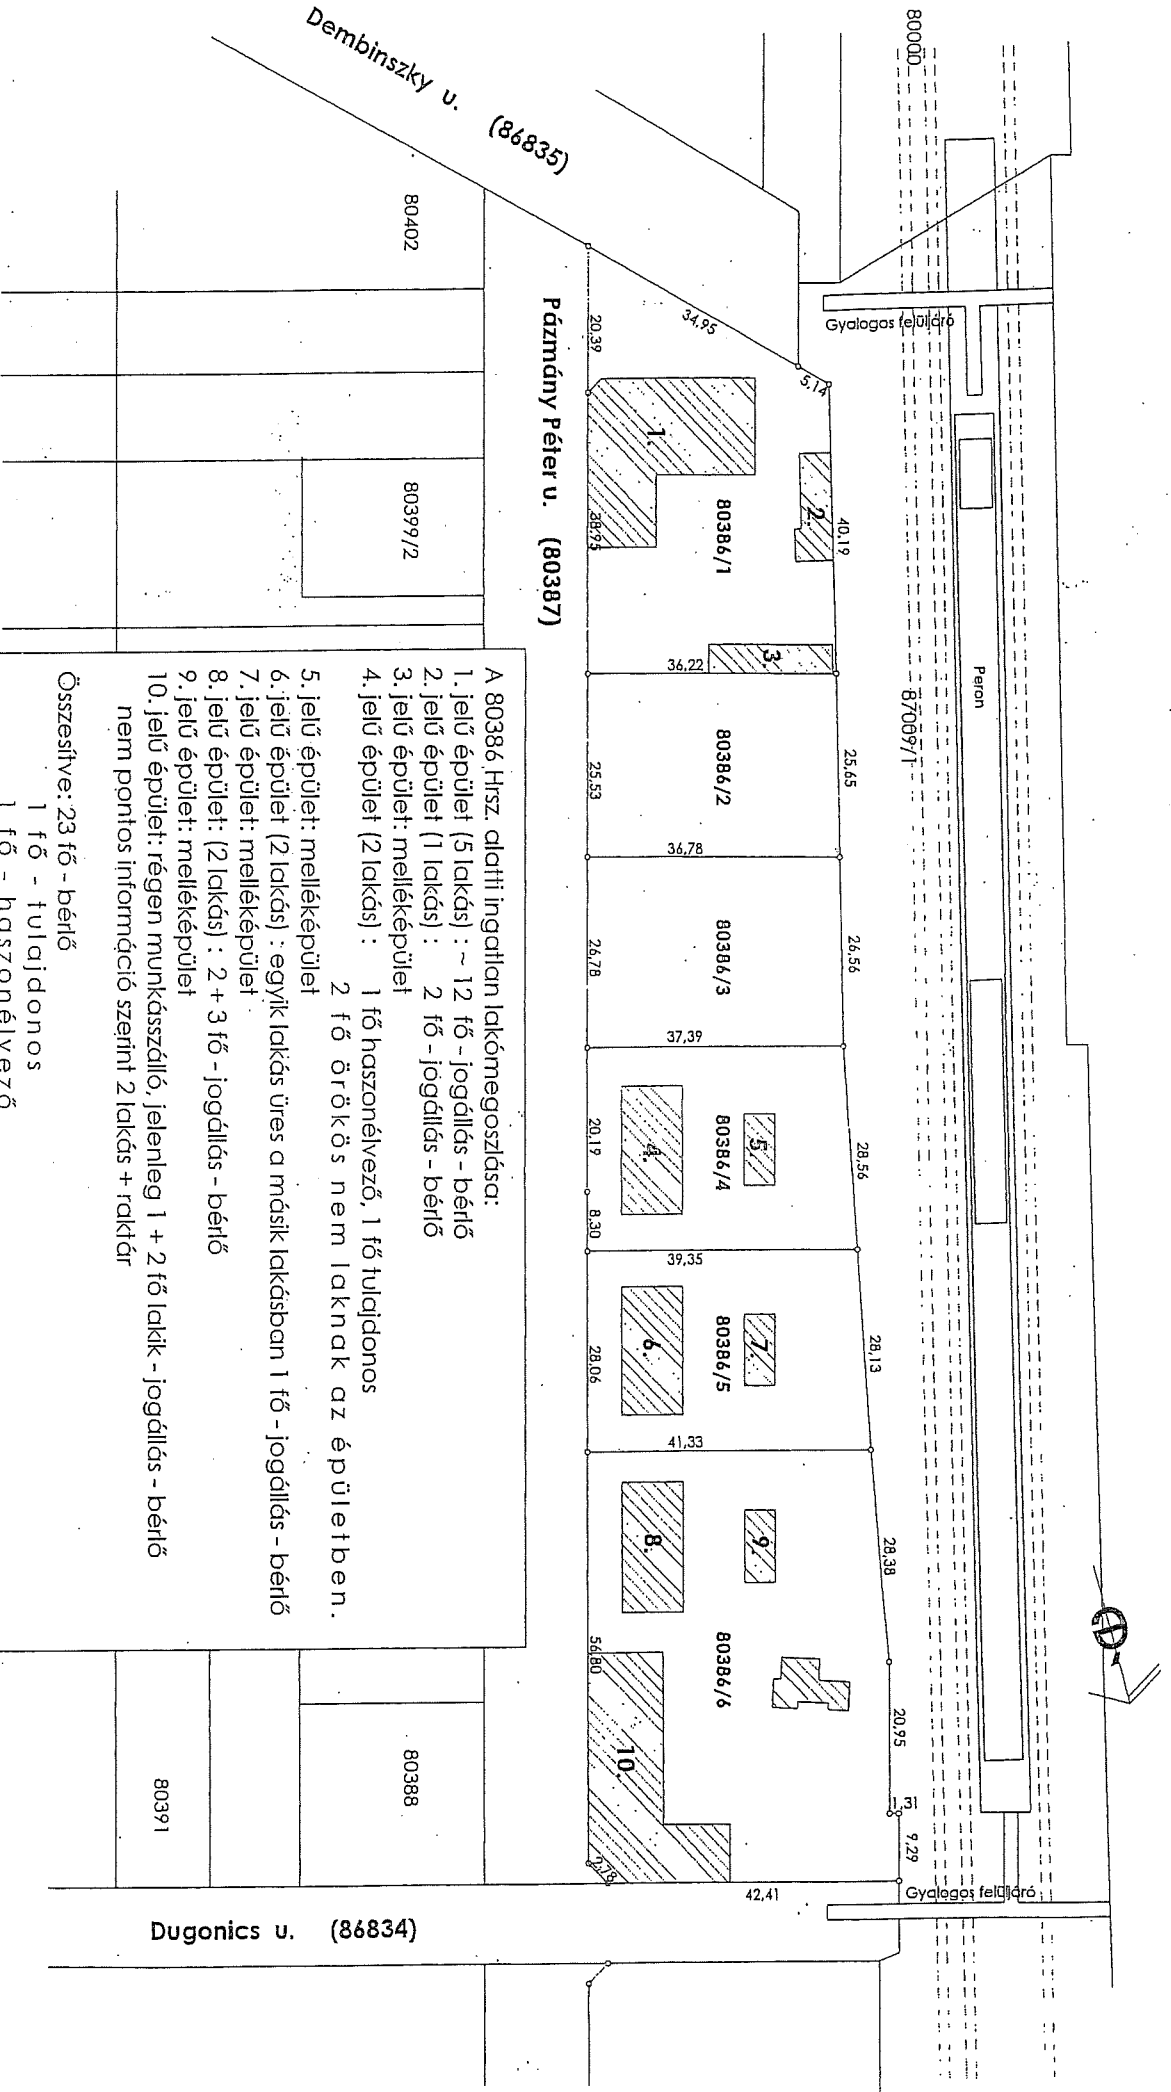 80000
Dembinszky u. (86835)
Gyalogos felüljáró
Peron
87009/1
34,95
5,14
20,39
40,19
1.
2.
3.
80386/1
38,95
36,22
25,65
80386/2
25,53
36,78
26,56
80386/3
26,78
37,39
28,56
5.
80386/4
4.
20,19
8,30
39,35
28,13
7.
80386/5
6.
28,06
41,33
28,38
9.
8.
80386/6
56,80
10.
20,95
1,31
9,29
2,78
42,41
Gyalogos felüljáró
Pázmány Péter u. (80387)
80402
80399/2
80388
80391
Dugonics u. (86834)
A 80386 Hrsz. alatti ingatlan lakómegoszlása:
1. jelű épület (5 lakás) : ~ 12 fő - jogállás - bérlő
2. jelű épület (1 lakás) : 2 fő - jogállás - bérlő
3. jelű épület: melléképület
4. jelű épület (2 lakás) : 1 fő haszonélvező, 1 fő tulajdonos
2 fő örökös nem laknak az épületben.
5. jelű épület: melléképület
6. jelű épület (2 lakás) : egyik lakás üres a másik lakásban 1 fő - jogállás - bérlő
7. jelű épület: melléképület
8. jelű épület: (2 lakás) : 2 + 3 fő - jogállás - bérlő
9. jelű épület: melléképület
10. jelű épület: régen munkásszálló, jelenleg 1 + 2 fő lakik - jogállás - bérlő
nem pontos információ szerint 2 lakás + raktár
Összesítve: 23 fő - bérlő
1 fő - tulajdonos
1 fő - haszonélvező